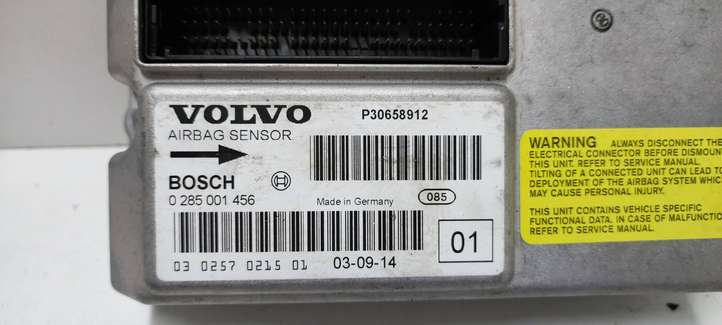 VOLVO P30658912
AIRBAG SENSOR
BOSCH
0 285 001 456 Made in Germany 085
03 0257 0215 01 03-09-14 01
WARNING ALWAYS DISCONNECT THE
ELECTRICAL CONNECTOR BEFORE DISMOUNT
THIS UNIT. REFER TO SERVICE MANUAL.
TILTING OF A CONNECTED UNIT CAN LEAD TO
DEPLOYMENT OF THE AIRBAG SYSTEM WHICH
MAY CAUSE PERSONAL INJURY.
THIS UNIT CONTAINS VEHICLE SPECIFIC
FUNCTIONAL DATA. IN CASE OF MALFUNCTION
REFER TO SERVICE MANUAL.